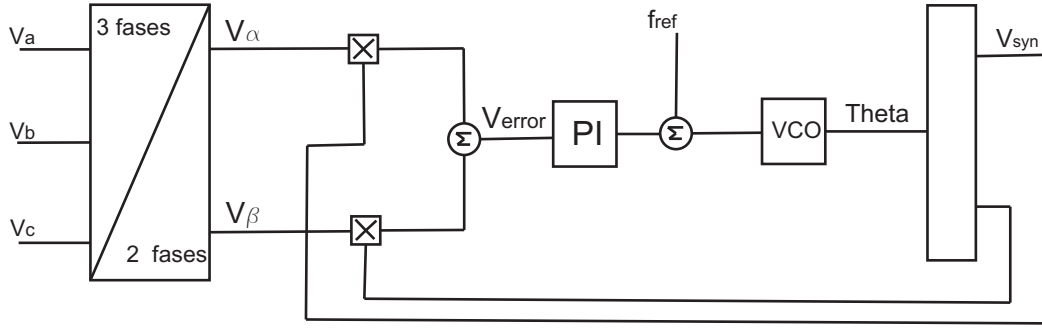 3 fases
Va
Vb
Vc
2 fases
Vα
Vβ
Σ
Verror
PI
fref
Σ
VCO
Theta
Vsyn